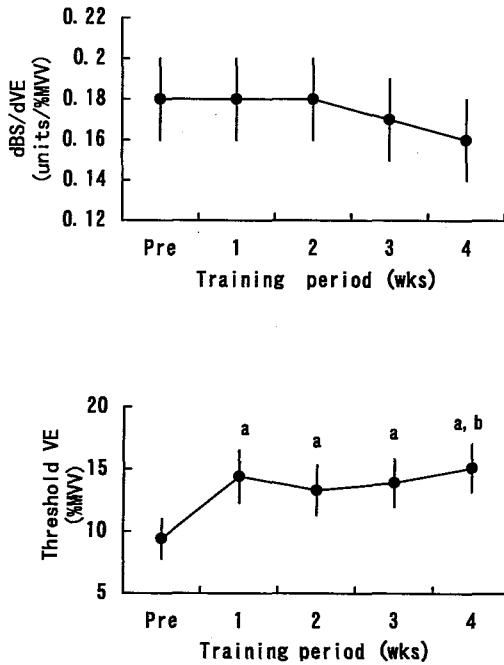 dBS/dVE
(units/%MVV)
0.22
0.2
0.18
0.16
0.14
0.12
Pre 1 2 3 4
Training period (wks)
Threshold VE
(%MVV)
20
15
10
5
a a a a, b
Pre 1 2 3 4
Training period (wks)